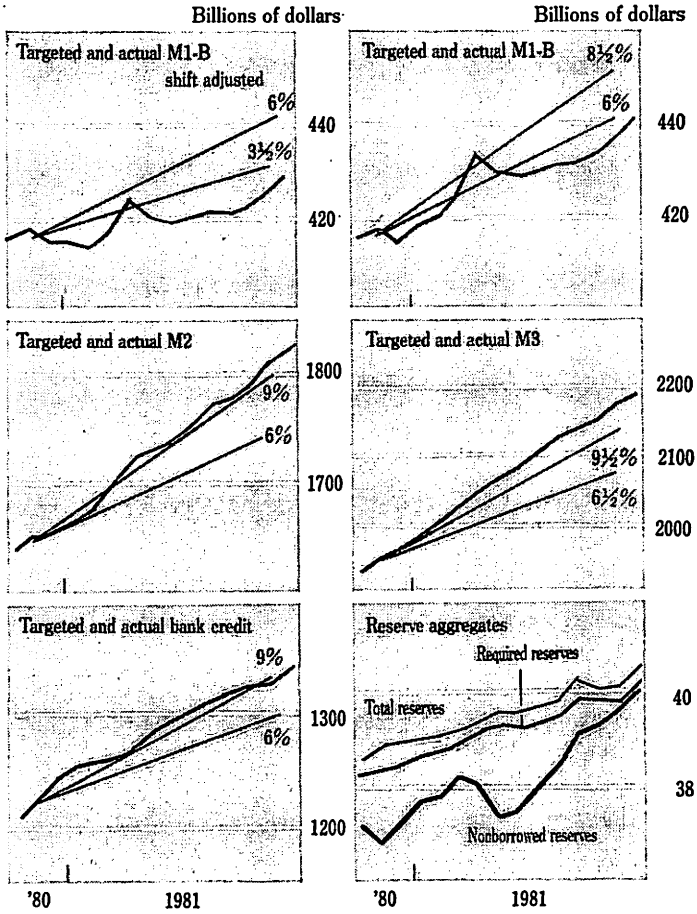 Billions of dollars
Billions of dollars
Targeted and actual M1-B
shift adjusted
6%
3½%
440
420
Targeted and actual M1-B
8½%
6%
440
420
Targeted and actual M2
1800
9%
6%
1700
Targeted and actual M3
2200
2100
9½%
6½%
2000
Targeted and actual bank credit
9%
1300
6%
1200
'80
1981
Reserve aggregates
Required reserves
Total reserves
40
38
Nonborrowed reserves
'80
1981